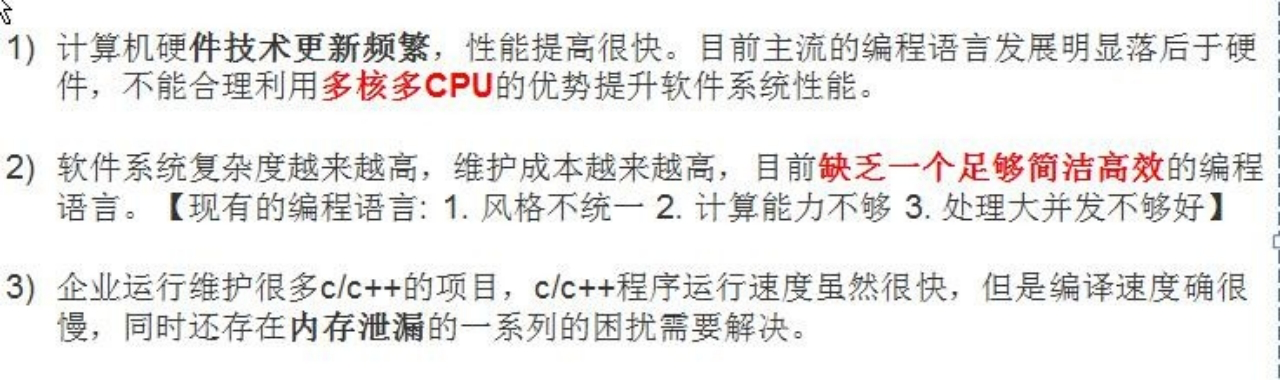 1) 计算机硬件技术更新频繁，性能提高很快。目前主流的编程语言发展明显落后于硬
件，不能合理利用多核多CPU的优势提升软件系统性能。
2) 软件系统复杂度越来越高，维护成本越来越高，目前缺乏一个足够简洁高效的编程
语言。【现有的编程语言: 1. 风格不统一 2. 计算能力不够 3. 处理大并发不够好】
3) 企业运行维护很多c/c++的项目，c/c++程序运行速度虽然很快，但是编译速度确很
慢，同时还存在内存泄漏的一系列的困扰需要解决。